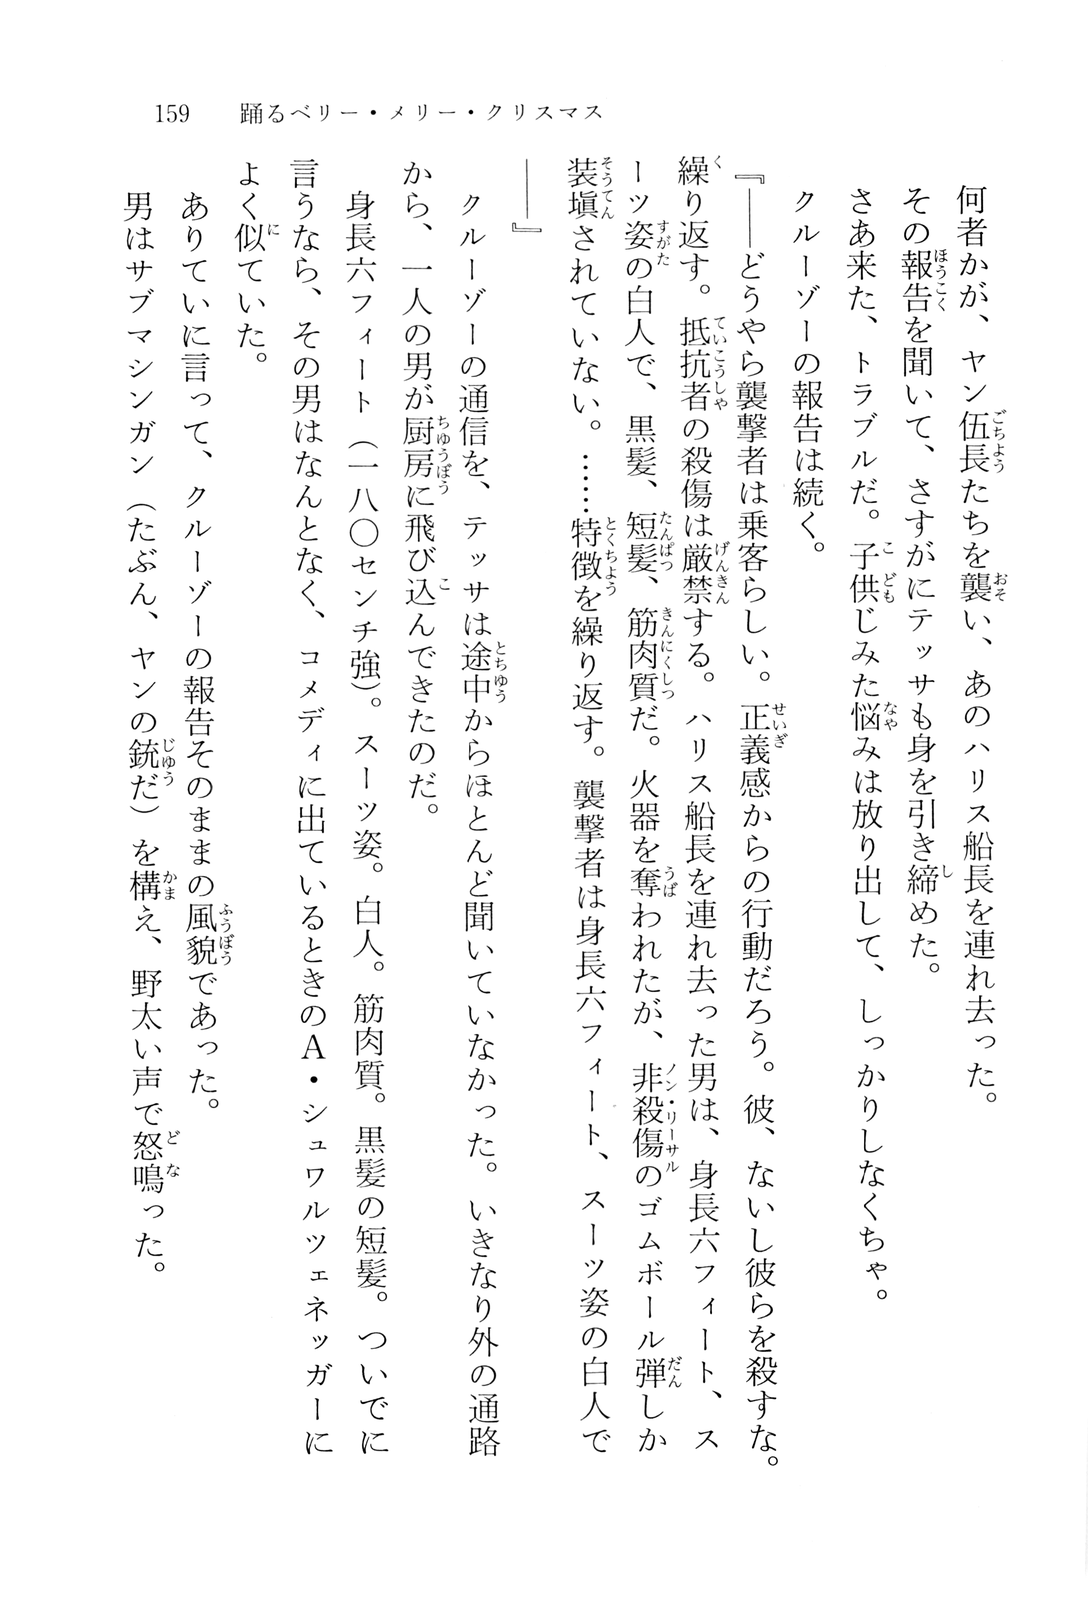 159　踊るベリー・メリー・クリスマス
何者かが、ヤン伍長たちを襲い、あのハリス船長を連れ去った。
その報告を聞いて、さすがにテッサも身を引き締めた。
さあ来た、トラブルだ。子供じみた悩みは放り出して、しっかりしなくちゃ。
クルーゾーの報告は続く。
『――どうやら襲撃者は乗客らしい。正義感からの行動だろう。彼、ないし彼らを殺すな。
繰り返す。抵抗者の殺傷は厳禁する。ハリス船長を連れ去った男は、身長六フィート、ス
ーツ姿の白人で、黒髪、短髪、筋肉質だ。火器を奪われたが、非殺傷のゴムボール弾しか
装塡されていない。……特徴を繰り返す。襲撃者は身長六フィート、スーツ姿の白人で
――』
クルーゾーの通信を、テッサは途中からほとんど聞いていなかった。いきなり外の通路
から、一人の男が厨房に飛び込んできたのだ。
身長六フィート（一八〇センチ強）。スーツ姿。白人。筋肉質。黒髪の短髪。ついでに
言うなら、その男はなんとなく、コメディに出ているときのA・シュワルツェネッガーに
よく似ていた。
ありていに言って、クルーゾーの報告そのままの風貌であった。
男はサブマシンガン（たぶん、ヤンの銃だ）を構え、野太い声で怒鳴った。